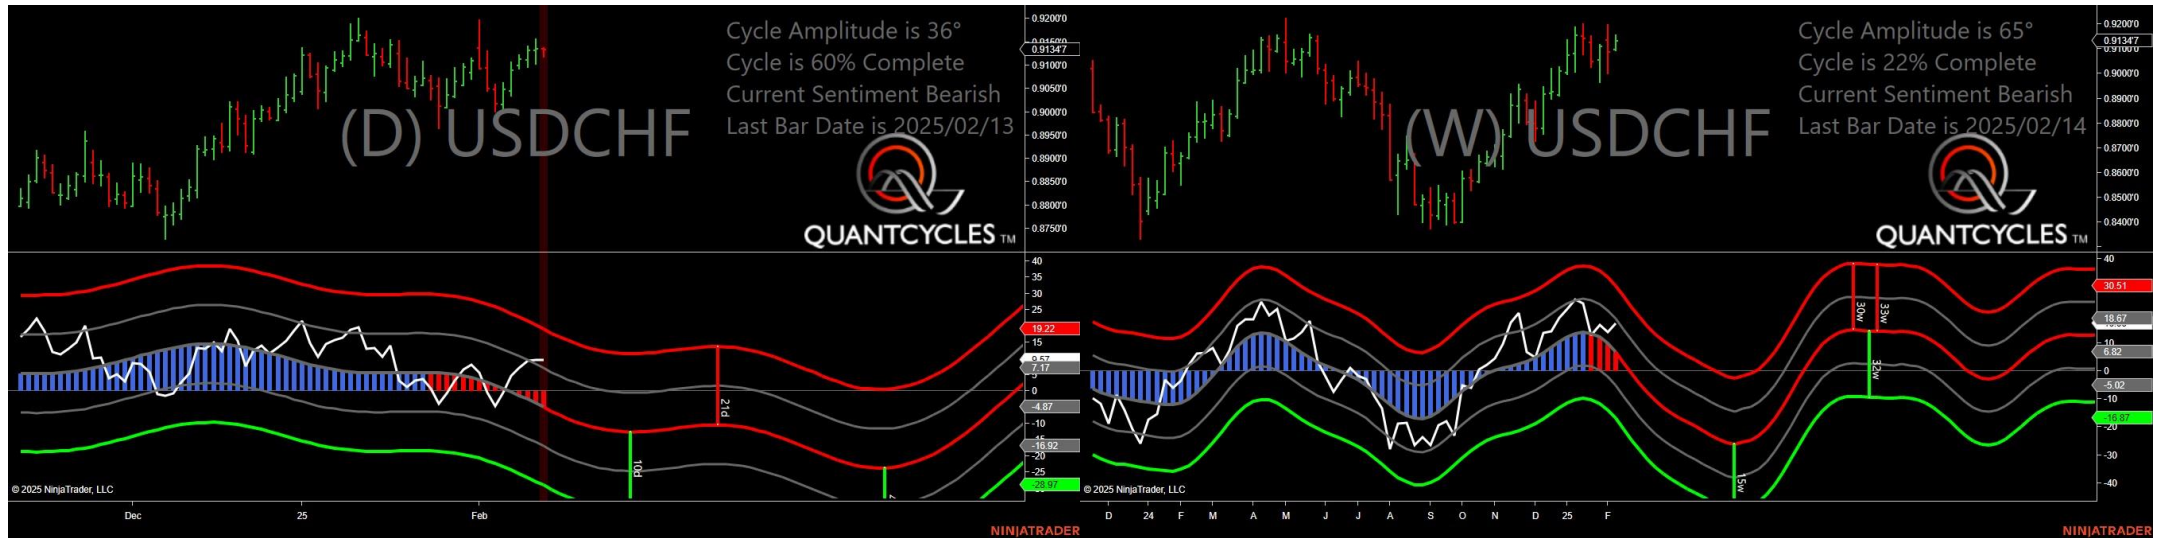 Cycle Amplitude is 36°
Cycle is 60% Complete
Current Sentiment Bearish
Last Bar Date is 2025/02/13
(D) USDCHF
QUANTCYCLES TM
0.9200'0
0.9134'7
0.9100'0
0.9050'0
0.9000'0
0.8950'0
0.8900'0
0.8850'0
0.8800'0
0.8750'0
40
35
30
25
19.22
15
9.57
7.17
0
-4.87
-10
-16.92
-20
-25
-28.97
21d
10d
© 2025 NinjaTrader, LLC
Dec
25
Feb
NINJATRADER
Cycle Amplitude is 65°
Cycle is 22% Complete
Current Sentiment Bearish
Last Bar Date is 2025/02/14
(W) USDCHF
QUANTCYCLES TM
0.9200'0
0.9134'7
0.9100'0
0.9000'0
0.8900'0
0.8800'0
0.8700'0
0.8600'0
0.8500'0
0.8400'0
40
30.51
18.67
10
6.82
0
-5.02
-10
-16.87
-20
-30
-40
30w
33w
32w
15w
© 2025 NinjaTrader, LLC
D
24
F
M
A
M
J
J
A
S
O
N
D
25
F
NINJATRADER